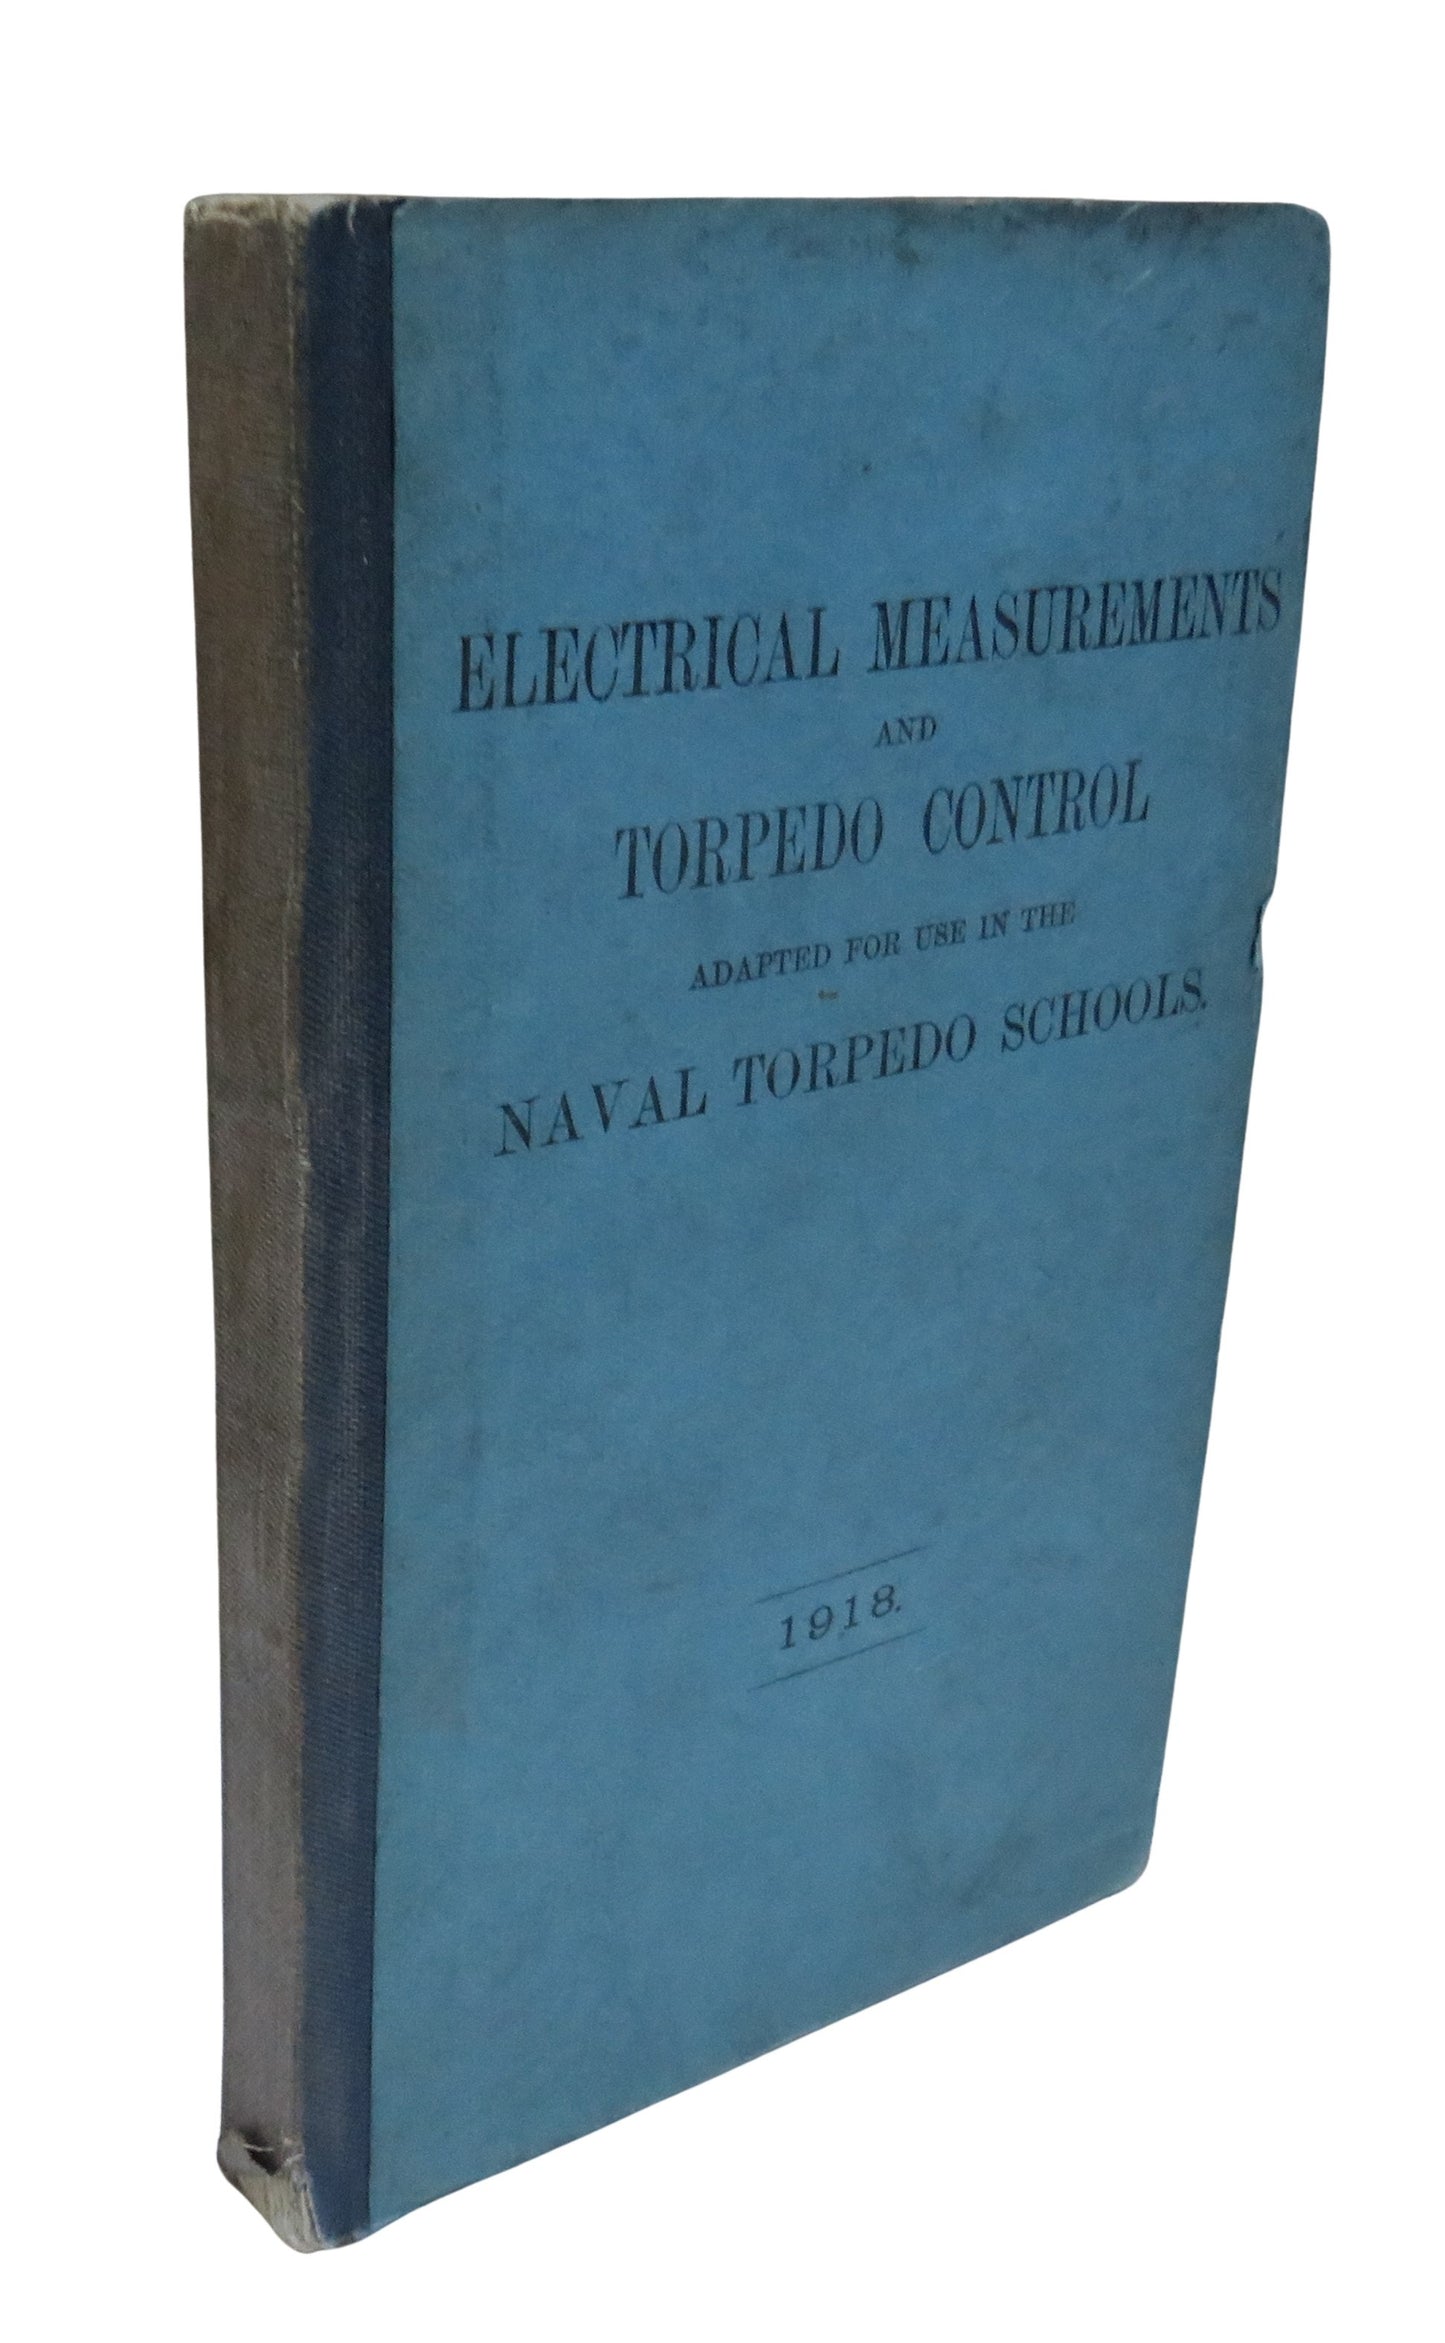 ELECTRICAL MEASUREMENTS
AND
TORPEDO CONTROL
ADAPTED FOR USE IN THE
NAVAL TORPEDO SCHOOLS.
1918.